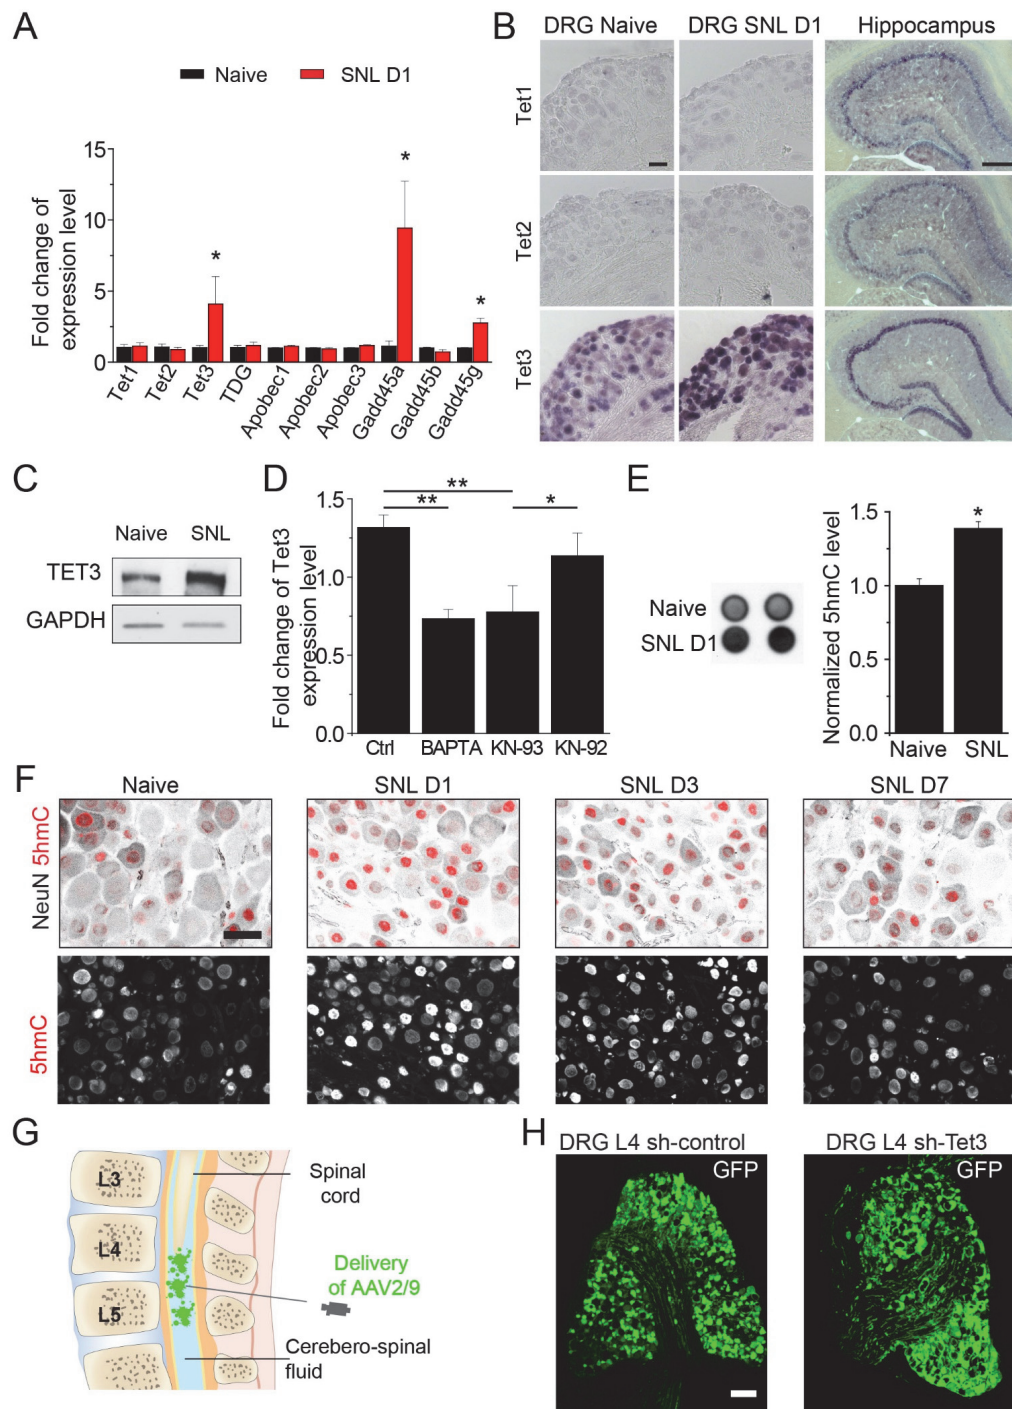 A
Naive
SNL D1
Fold change of
expression level
15
10
5
0
*
*
*
Tet1
Tet2
Tet3
TDG
Apobec1
Apobec2
Apobec3
Gadd45a
Gadd45b
Gadd45g
B
DRG Naive
DRG SNL D1
Hippocampus
Tet1
Tet2
Tet3
C
Naive
SNL
TET3
GAPDH
D
Fold change of Tet3
expression level
1.5
1.0
0.5
0.0
**
**
*
Ctrl
BAPTA
KN-93
KN-92
E
Naive
SNL D1
Normalized 5hmC level
1.5
1.0
0.5
0.0
*
Naive
SNL
F
Naive
SNL D1
SNL D3
SNL D7
NeuN 5hmC
5hmC
G
L3
L4
L5
Spinal
cord
Delivery
of AAV2/9
Cerebero-spinal
fluid
H
DRG L4 sh-control
GFP
DRG L4 sh-Tet3
GFP